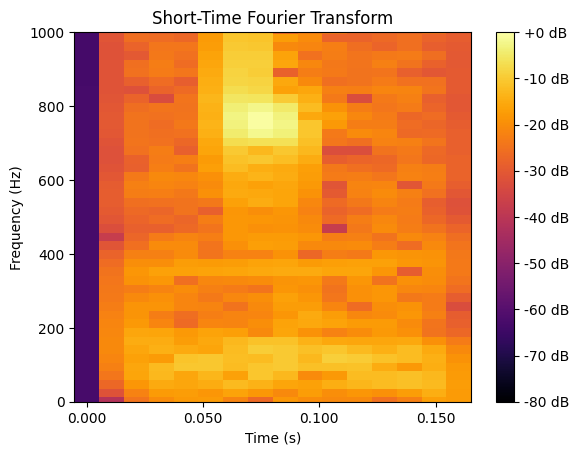 Short-Time Fourier Transform
1000
800
600
400
200
0
Frequency (Hz)
0.000
0.050
0.100
0.150
Time (s)
+0 dB
-10 dB
-20 dB
-30 dB
-40 dB
-50 dB
-60 dB
-70 dB
-80 dB